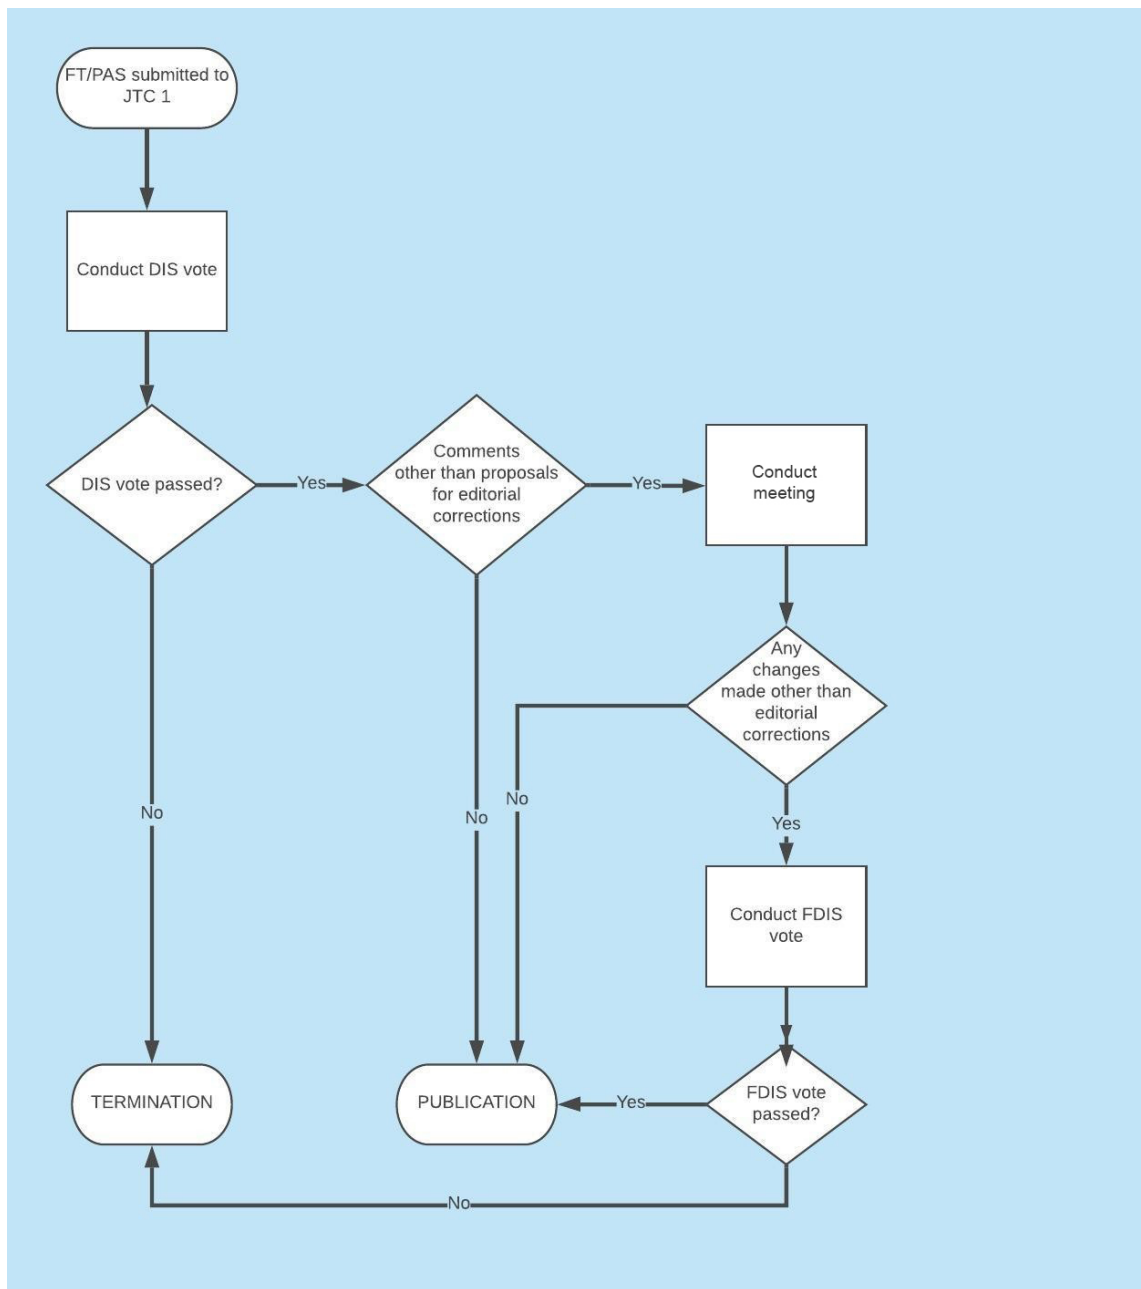 FT/PAS submitted to
JTC 1
Conduct DIS vote
DIS vote passed?
Yes
Comments
other than proposals
for editorial
corrections
Yes
Conduct
meeting
Any
changes
made other than
editorial
corrections
No
No
No
Yes
Conduct FDIS
vote
TERMINATION
PUBLICATION
Yes
FDIS vote
passed?
No